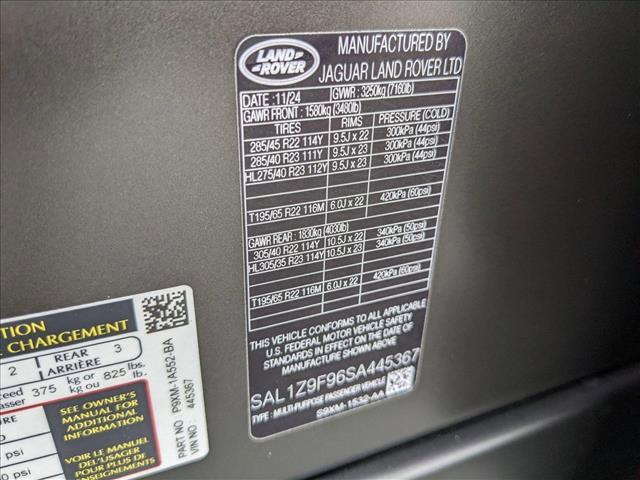 LAND ROVER
MANUFACTURED BY
JAGUAR LAND ROVER LTD
DATE : 11/24 GVWR : 3250kg (7160lb)
GAWR FRONT : 1580kg (3480lb)
TIRES RIMS PRESSURE (COLD)
285/45 R22 114Y 9.5J x 22 300kPa (44psi)
285/40 R23 111Y 9.5J x 23 300kPa (44psi)
HL275/40 R23 112Y 9.5J x 23 300kPa (44psi)
T195/65 R22 116M 6.0J x 22 420kPa (60psi)
GAWR REAR : 1830kg (4030lb)
305/40 R22 114Y 10.5J x 22 340kPa (50psi)
HL305/35 R23 114Y 10.5J x 23 340kPa (50psi)
T195/65 R22 116M 6.0J x 22 420kPa (60psi)
THIS VEHICLE CONFORMS TO ALL APPLICABLE
U.S. FEDERAL MOTOR VEHICLE SAFETY
STANDARDS IN EFFECT ON THE DATE OF
MANUFACTURE SHOWN ABOVE
SAL1Z9F96SA445367
TYPE : MULTI-PURPOSE PASSENGER VEHICLE
S9XM-1532-AA
CHARGEMENT
2 REAR 3
ARRIÈRE
375 kg or 825 lbs.
kg ou lb.
SEE OWNER'S
MANUAL FOR
ADDITIONAL
INFORMATION
VOIR LE MANUEL
DE L'USAGER
POUR PLUS DE
RENSEIGNEMENTS
PART NO P9XM-1A552-BA
VIN NO 445367